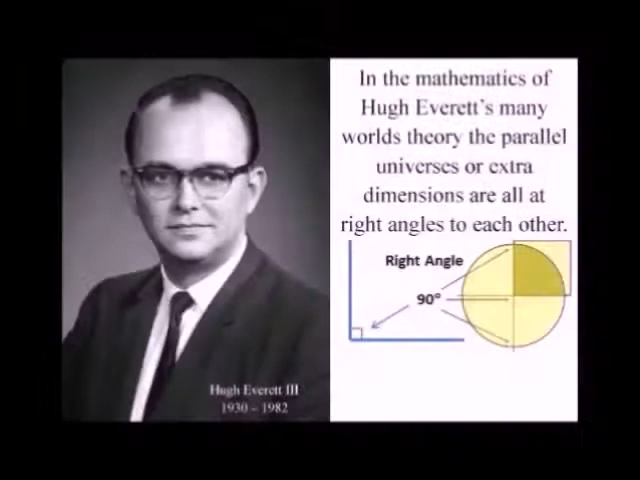 In the mathematics of
Hugh Everett's many
worlds theory the parallel
universes or extra
dimensions are all at
right angles to each other.
Right Angle
90°
Hugh Everett III
1930 – 1982